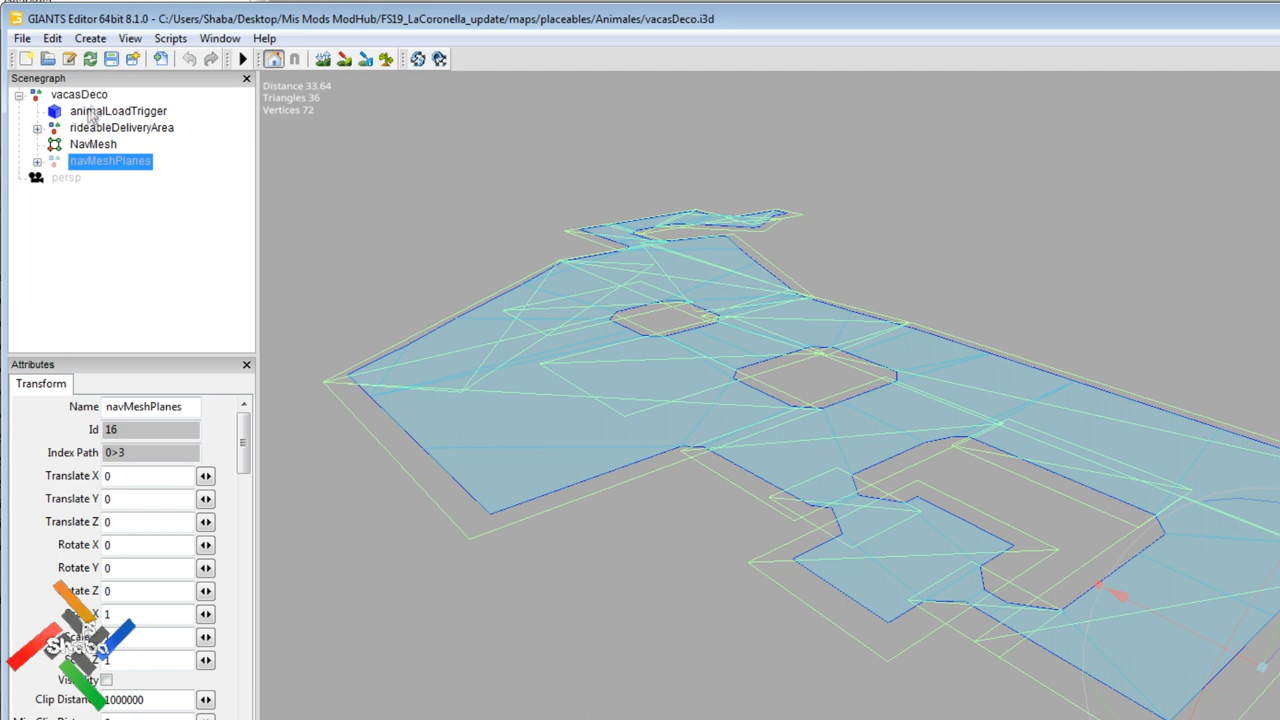 GIANTS Editor 64bit 8.1.0 - C:/Users/Shaba/Desktop/Mis Mods ModHub/FS19_LaCoronella_update/maps/placeables/Animales/vacasDeco.i3d
File Edit Create View Scripts Window Help
Scenegraph
vacasDeco
animalLoadTrigger
rideableDeliveryArea
NavMesh
navMeshPlanes
persp
Distance 33.64
Triangles 36
Vertices 72
Attributes
Transform
Name navMeshPlanes
Id 16
Index Path 0>3
Translate X 0
Translate Y 0
Translate Z 0
Rotate X 0
Rotate Y 0
Rotate Z 0
X 1
Shaba
Z 1
Clip Distance 1000000